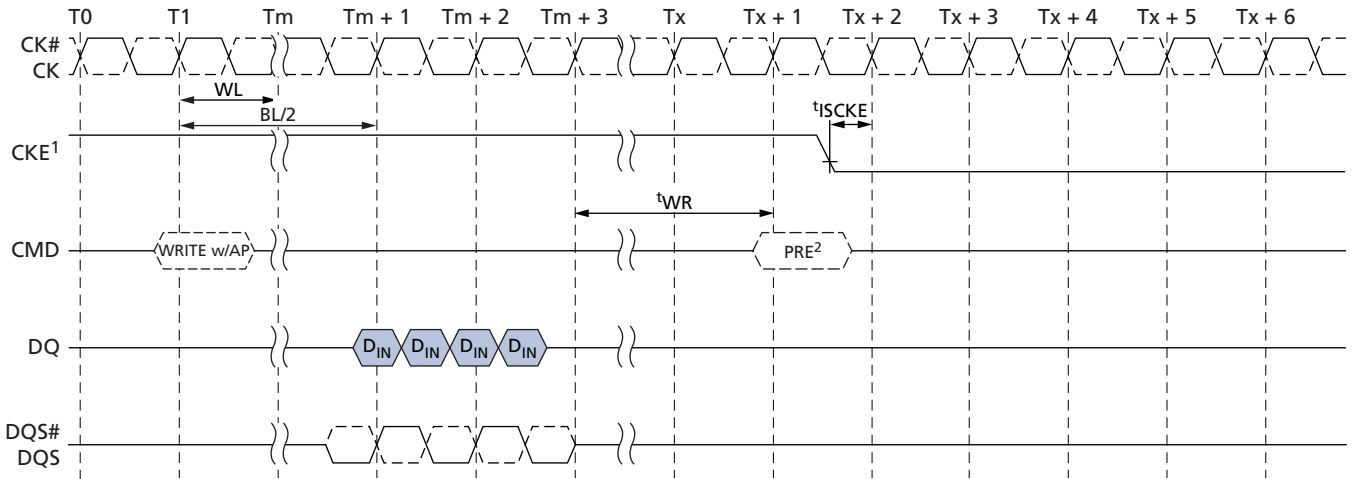 T0 T1 Tm Tm + 1 Tm + 2 Tm + 3 Tx Tx + 1 Tx + 2 Tx + 3 Tx + 4 Tx + 5 Tx + 6
CK#
CK
WL
BL/2
tISCKE
CKE1
tWR
CMD WRITE w/AP PRE2
DQ DIN DIN DIN DIN
DQS#
DQS